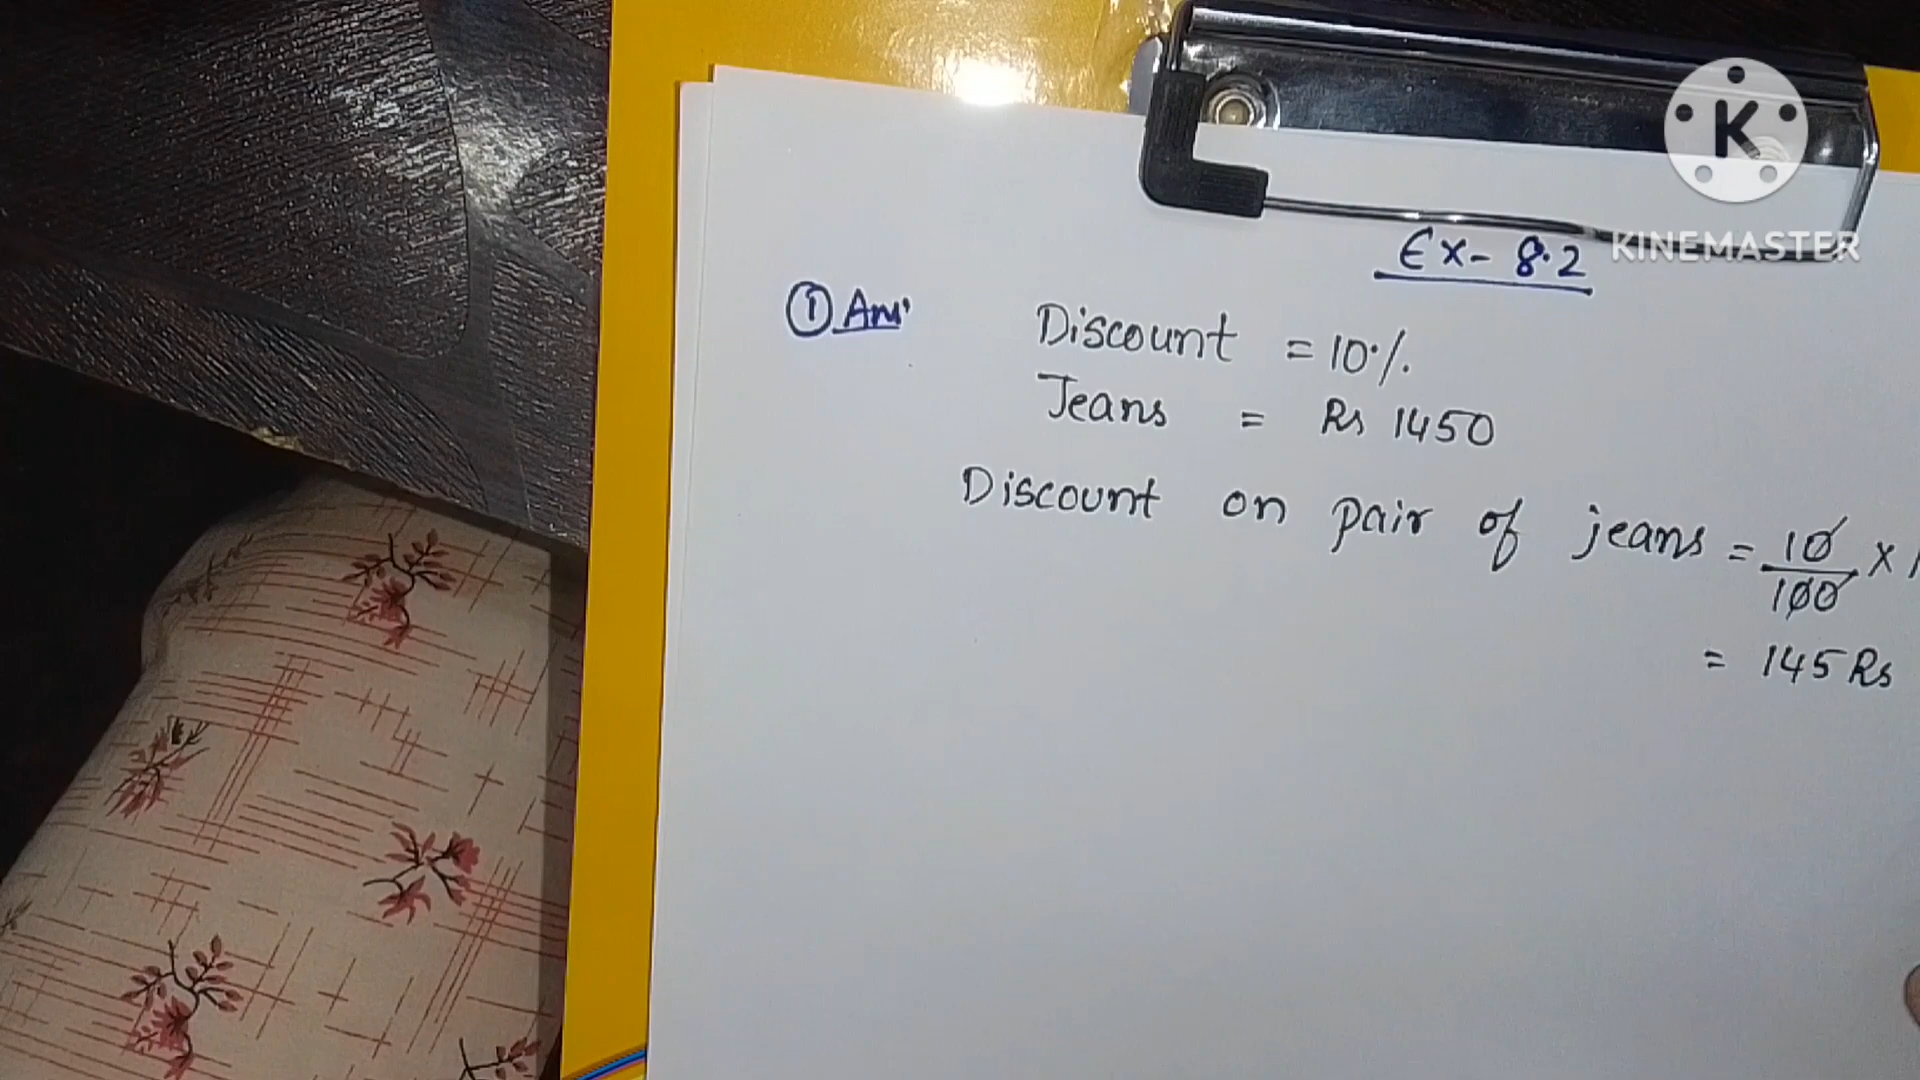 K
KINEMASTER
Ex- 8.2
① Ans.
Discount = 10%.
Jeans = Rs 1450
Discount on pair of jeans = 10/100 ×
= 145 Rs